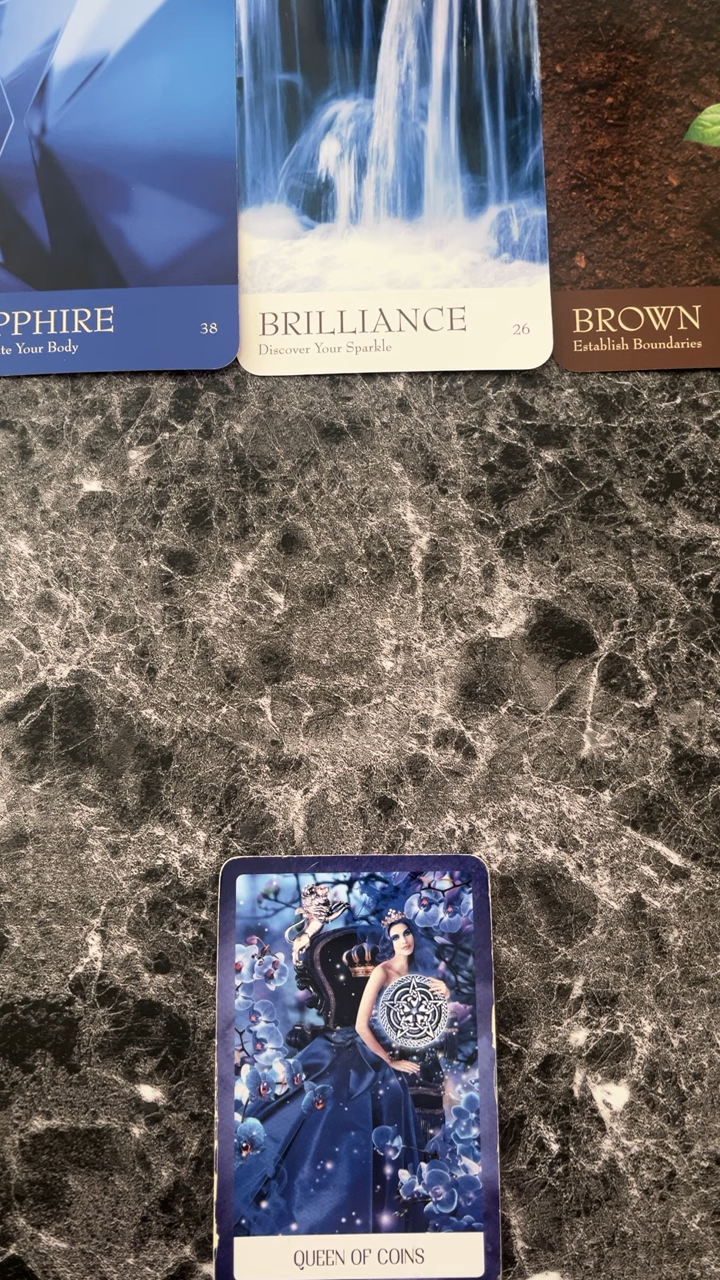 PPHIRE
te Your Body
38
BRILLIANCE
Discover Your Sparkle
26
BROWN
Establish Boundaries
QUEEN OF COINS